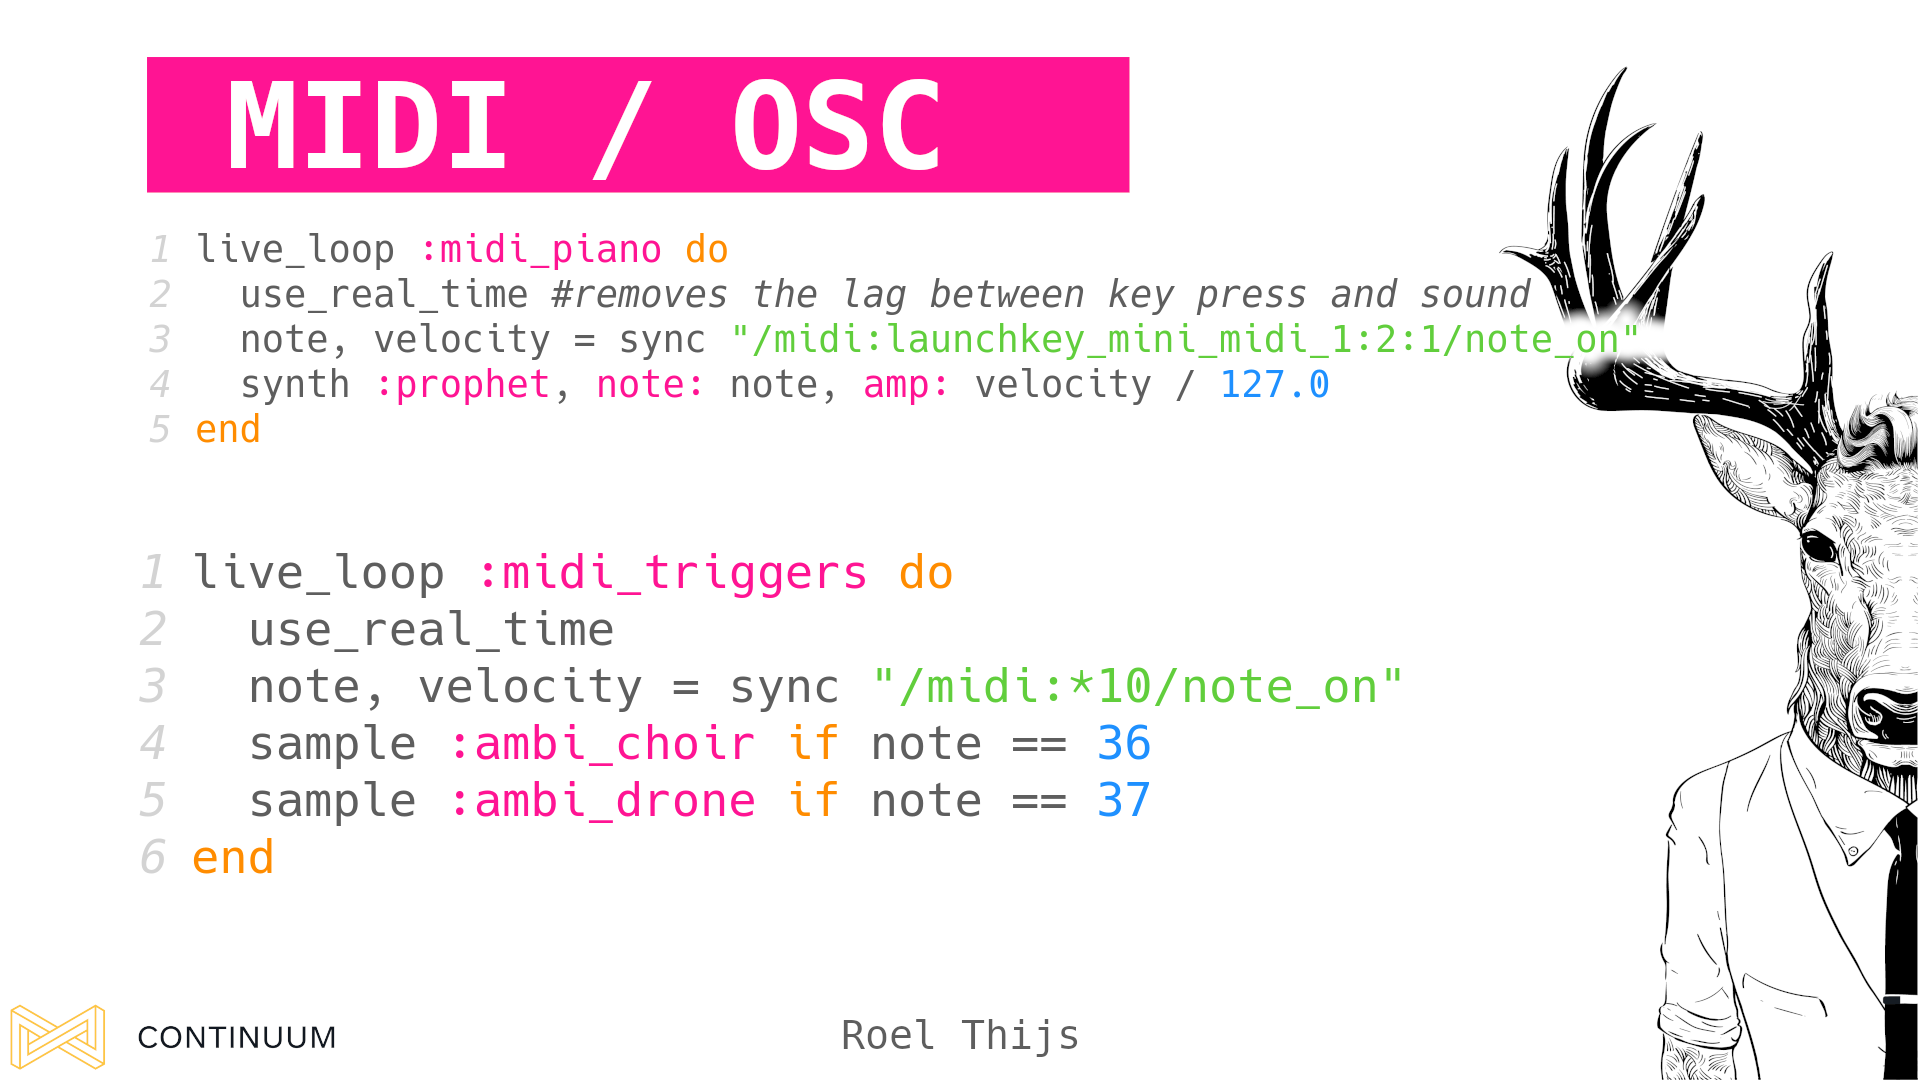 MIDI / OSC
1 live_loop :midi_piano do
2   use_real_time #removes the lag between key press and sound
3   note, velocity = sync "/midi:launchkey_mini_midi_1:2:1/note_on"
4   synth :prophet, note: note, amp: velocity / 127.0
5 end
1 live_loop :midi_triggers do
2   use_real_time
3   note, velocity = sync "/midi:*10/note_on"
4   sample :ambi_choir if note == 36
5   sample :ambi_drone if note == 37
6 end
CONTINUUM
Roel Thijs